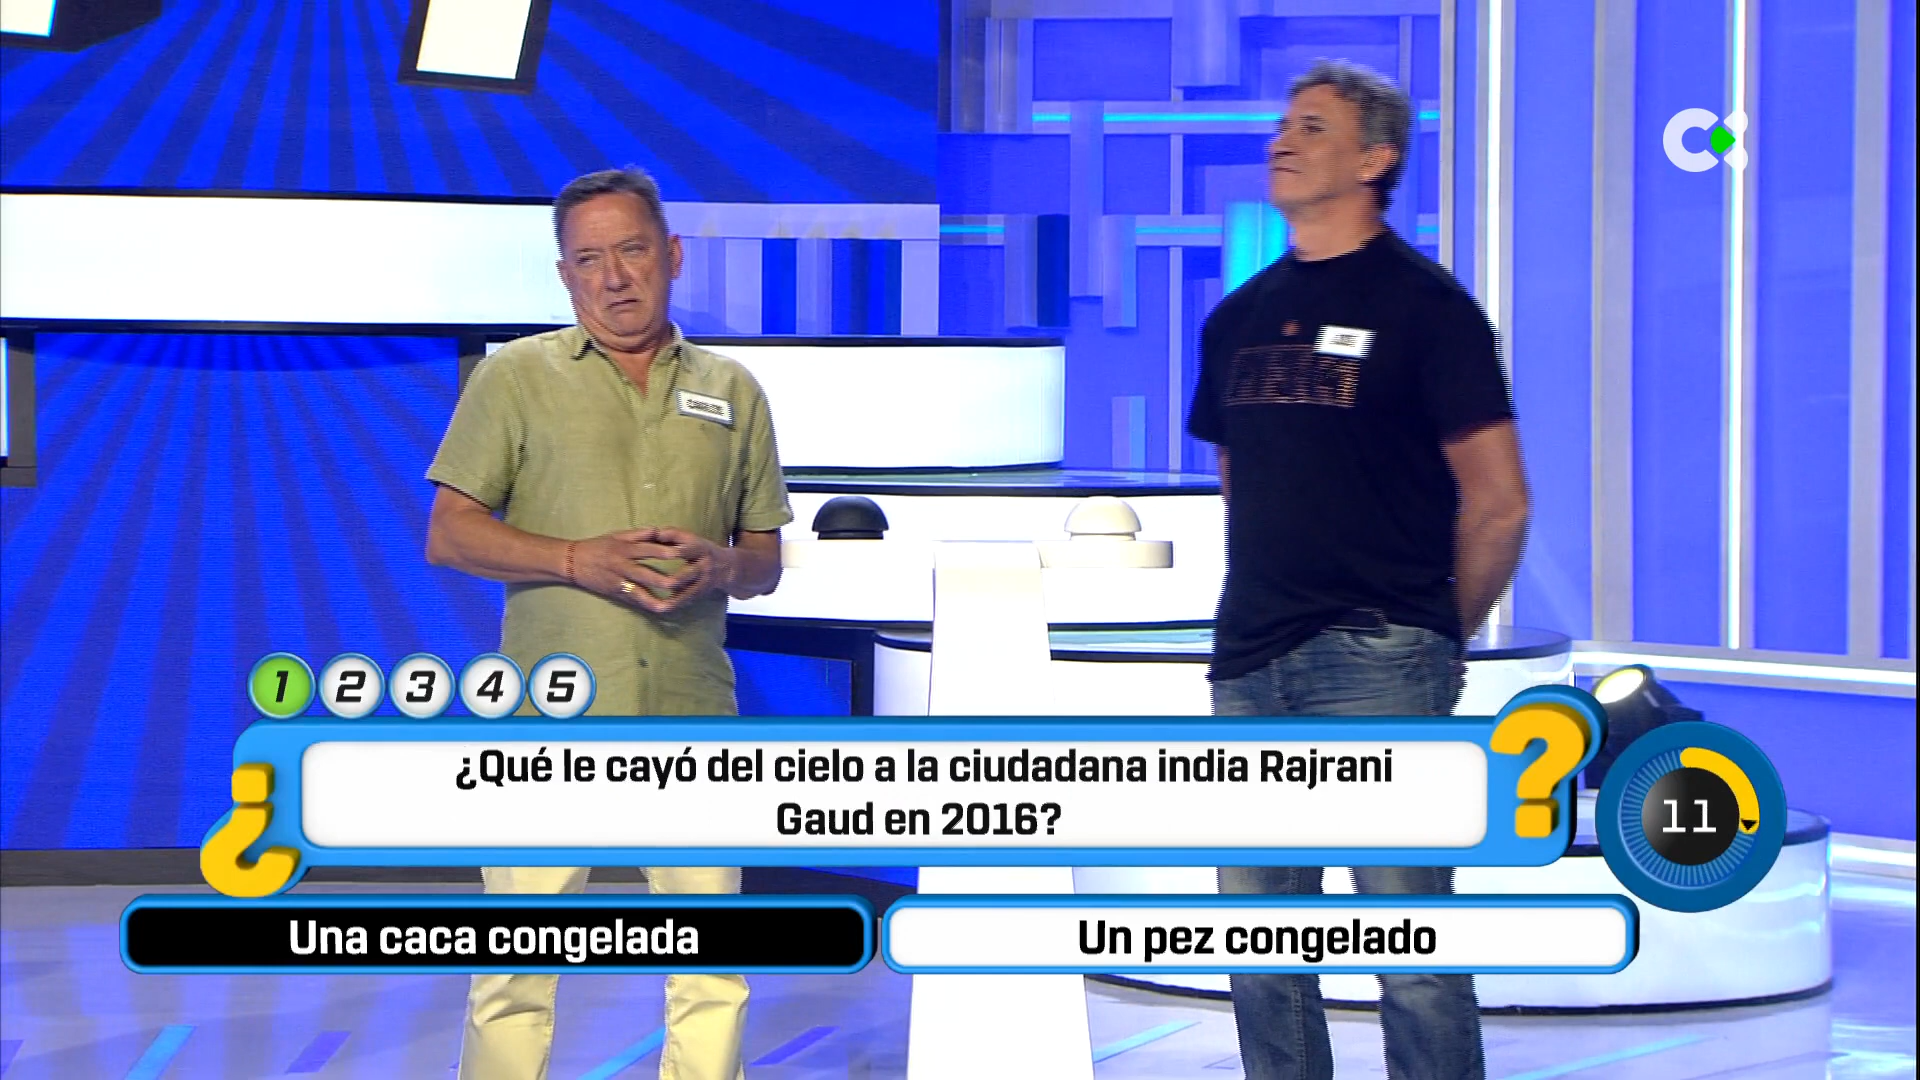 1 2 3 4 5
¿Qué le cayó del cielo a la ciudadana india Rajrani
Gaud en 2016?
11
Una caca congelada
Un pez congelado